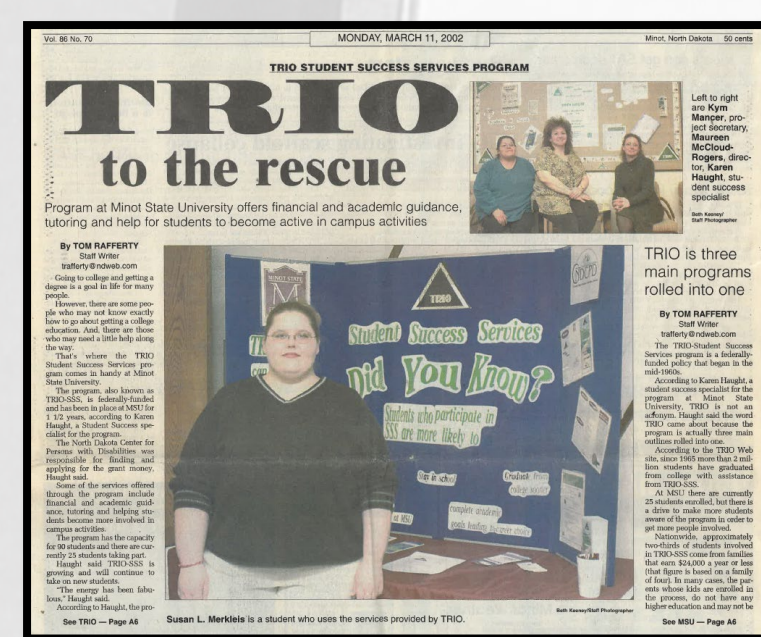 Vol. 86 No. 70
MONDAY, MARCH 11, 2002
Minot, North Dakota 50 cents
TRIO STUDENT SUCCESS SERVICES PROGRAM
TRIO
to the rescue
Program at Minot State University offers financial and academic guidance,
tutoring and help for students to become active in campus activities
Left to right
are Kym
Mancer, pro-
ject secretary,
Maureen
McCloud-
Rogers, direc-
tor, Karen
Haught, stu-
dent success
specialist
Beth Keeney/
Staff Photographer
By TOM RAFFERTY
Staff Writer
trafferty@ndweb.com
Going to college and getting a
degree is a goal in life for many
people.
However, there are some peo-
ple who may not know exactly
how to go about getting a college
education. And, there are those
who may need a little help along
the way.
That's where the TRIO
Student Success Services pro-
gram comes in handy at Minot
State University.
The program, also known as
TRIO-SSS, is federally-funded
and has been in place at MSU for
1 1/2 years, according to Karen
Haught, a Student Success spe-
cialist for the program.
The North Dakota Center for
Persons with Disabilities was
responsible for finding and
applying for the grant money,
Haught said.
Some of the services offered
through the program include
financial and academic guid-
ance, tutoring and helping stu-
dents become more involved in
campus activities.
The program has the capacity
for 90 students and there are cur-
rently 25 students taking part.
Haught said TRIO-SSS is
growing and will continue to
take on new students.
"The energy has been fabu-
lous," Haught said.
According to Haught, the pro-
See TRIO — Page A6
MINOT STATE
M
TRIO
Student Success Services
Did You Know?
Students who participate in
SSS are more likely to
Stay in school
Graduate from
college sooner
complete academic
at MSU
Beth Keeney/Staff Photographer
Susan L. Merkleis is a student who uses the services provided by TRIO.
TRIO is three
main programs
rolled into one
By TOM RAFFERTY
Staff Writer
trafferty@ndweb.com
The TRIO-Student Success
Services program is a federally-
funded policy that began in the
mid-1960s.
According to Karen Haught, a
student success specialist for the
program at Minot State
University, TRIO is not an
acronym. Haught said the word
TRIO came about because the
program is actually three main
outlines rolled into one.
According to the TRIO Web
site, since 1965 more than 2 mil-
lion students have graduated
from college with assistance
from TRIO-SSS.
At MSU there are currently
25 students enrolled, but there is
a drive to make more students
aware of the program in order to
get more people involved.
Nationwide, approximately
two-thirds of students involved
in TRIO-SSS come from families
that earn $24,000 a year or less
(that figure is based on a family
of four). In many cases, the par-
ents whose kids are enrolled in
the process, do not have any
higher education and may not be
See MSU — Page A6